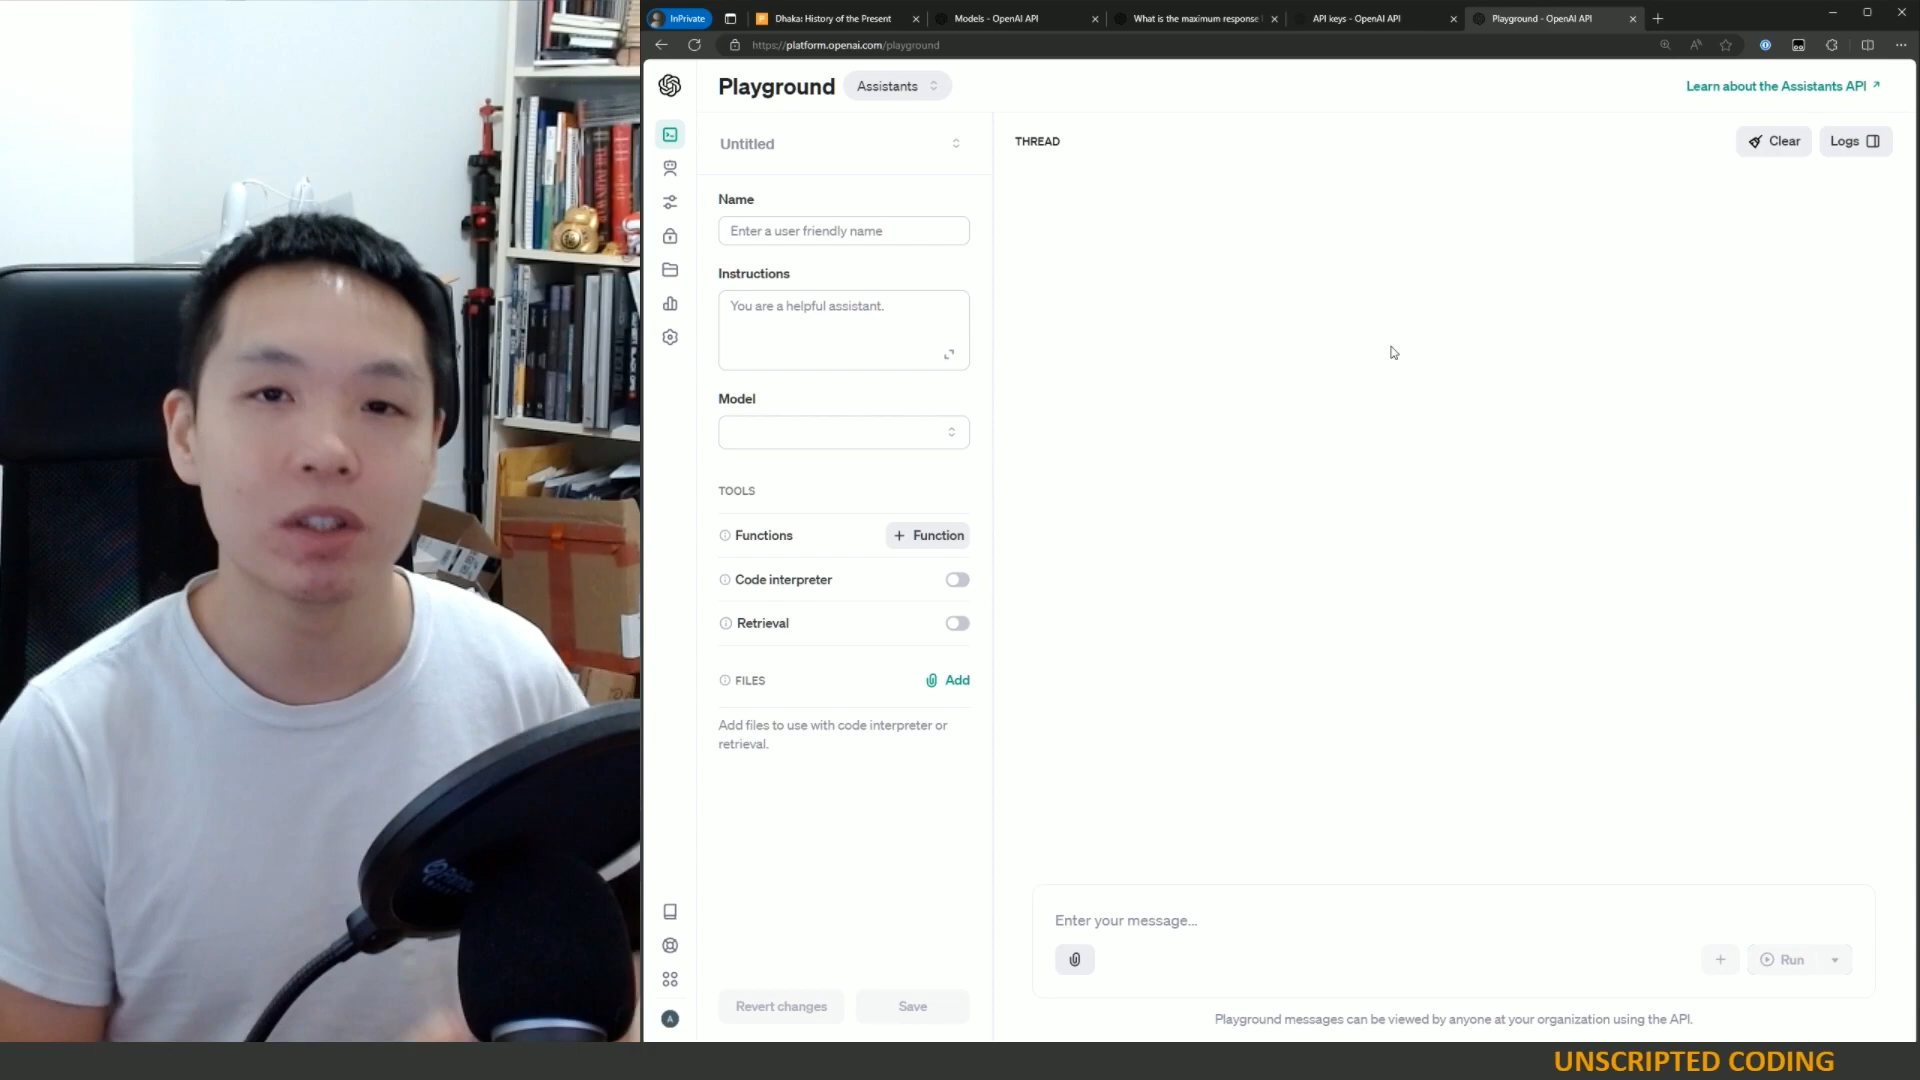 InPrivate
Dhaka: History of the Present
Models - OpenAI API
What is the maximum response
API keys - OpenAI API
Playground - OpenAI API
https://platform.openai.com/playground
Playground
Assistants
Learn about the Assistants API
Untitled
THREAD
Clear
Logs
Name
Enter a user friendly name
Instructions
You are a helpful assistant.
Model
TOOLS
Functions
Function
Code interpreter
Retrieval
FILES
Add
Add files to use with code interpreter or
retrieval.
Enter your message...
Run
A
Revert changes
Save
Playground messages can be viewed by anyone at your organization using the API.
UNSCRIPTED CODING